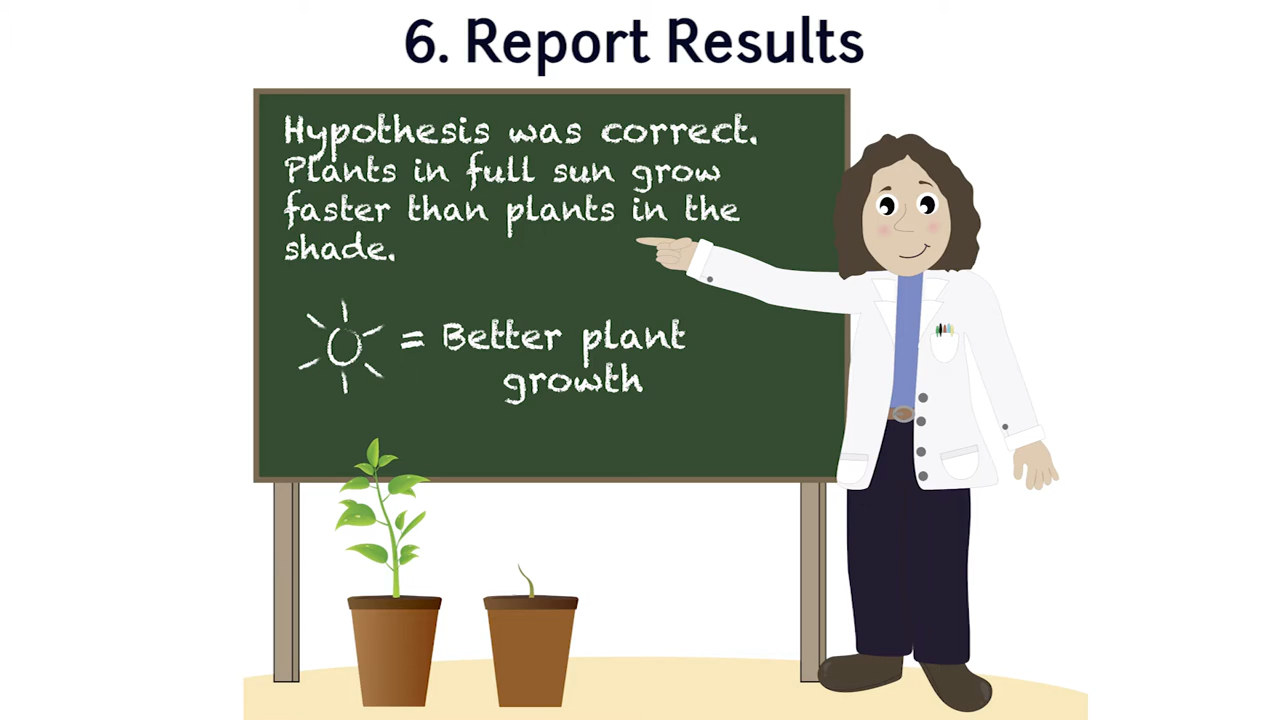 6. Report Results
Hypothesis was correct.
Plants in full sun grow
faster than plants in the
shade.
= Better plant
growth